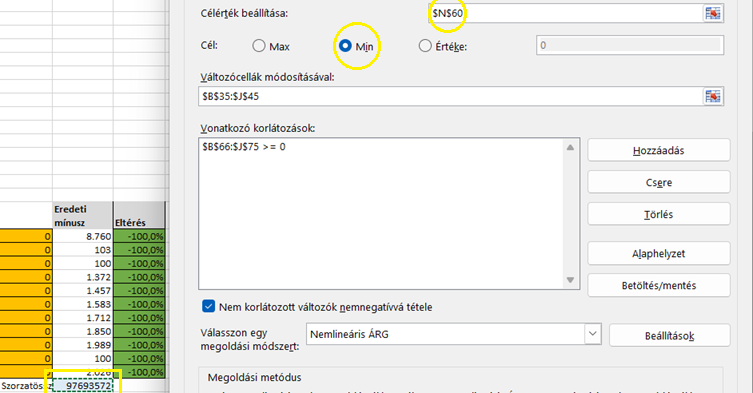 Célérték beállítása:
$N$60
Cél:
Max
Min
Értéke:
0
Változócellák módosításával:
$B$35:$J$45
Vonatkozó korlátozások:
$B$66:$J$75 >= 0
Hozzáadás
Csere
Törlés
Alaphelyzet
Betöltés/mentés
Nem korlátozott változók nemnegatívvá tétele
Válasszon egy
megoldási módszert:
Nemlineáris ÁRG
Beállítások
Megoldási metódus
Eredeti
mínusz
Eltérés
0 8.760 -100,0%
0 103 -100,0%
0 100 -100,0%
0 1.372 -100,0%
0 1.457 -100,0%
0 1.583 -100,0%
0 1.712 -100,0%
0 1.850 -100,0%
0 1.989 -100,0%
0 100 -100,0%
0 2.026 -100,0%
97693572